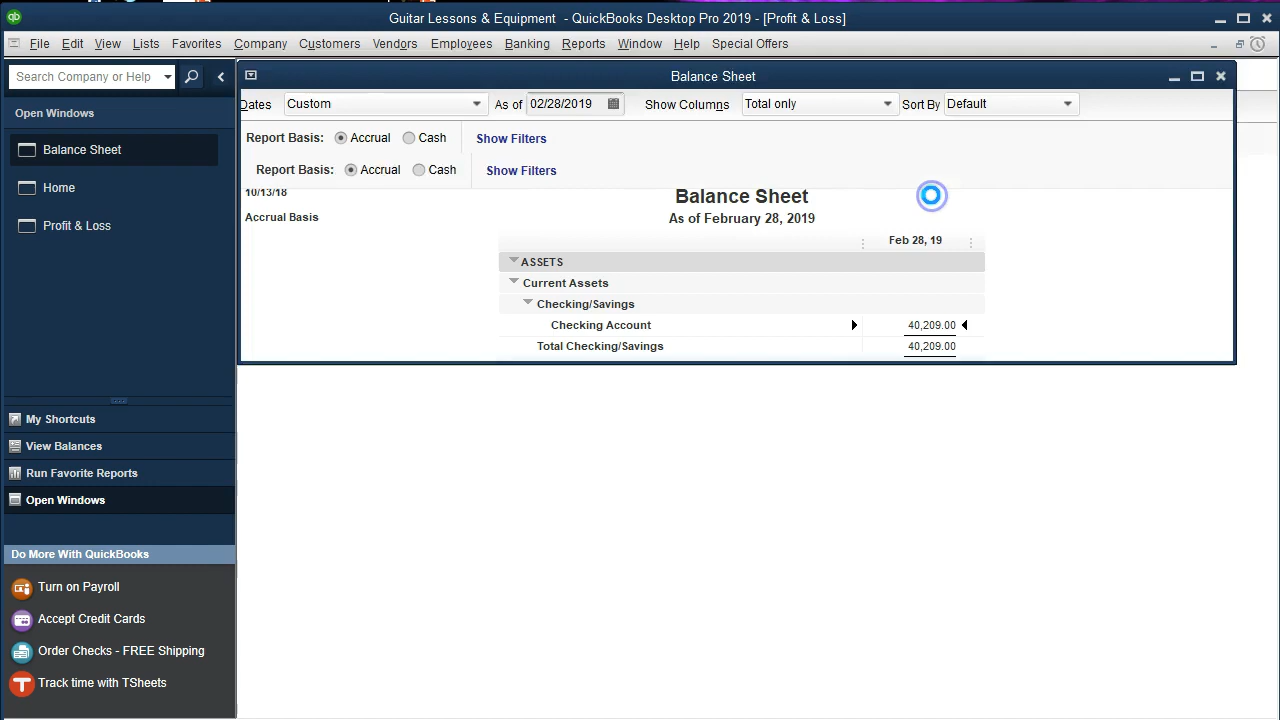 Guitar Lessons & Equipment - QuickBooks Desktop Pro 2019 - [Profit & Loss]
File Edit View Lists Favorites Company Customers Vendors Employees Banking Reports Window Help Special Offers
Search Company or Help
Open Windows
Balance Sheet
Home
Profit & Loss
My Shortcuts
View Balances
Run Favorite Reports
Open Windows
Do More With QuickBooks
Turn on Payroll
Accept Credit Cards
Order Checks - FREE Shipping
Track time with TSheets
Balance Sheet
Dates Custom As of 02/28/2019 Show Columns Total only Sort By Default
Report Basis: Accrual Cash Show Filters
Report Basis: Accrual Cash Show Filters
10/13/18 Balance Sheet
Accrual Basis As of February 28, 2019
Feb 28, 19
ASSETS
Current Assets
Checking/Savings
Checking Account 40,209.00
Total Checking/Savings 40,209.00